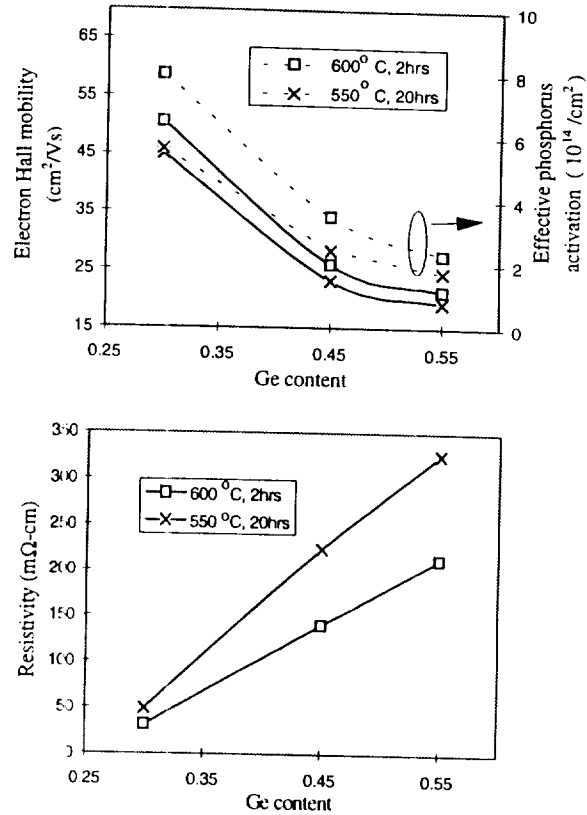 Electron Hall mobility
(cm²/Vs)
65
55
45
35
25
15
0.25
0.35
0.45
0.55
Ge content
600° C, 2hrs
550° C, 20hrs
10
8
6
4
2
0
Effective phosphorus
activation ( 10¹⁴ /cm²)
Resistivity (mΩ-cm)
350
300
250
200
150
100
50
0
600 °C, 2hrs
550 °C, 20hrs
0.25
0.35
0.45
0.55
Ge content